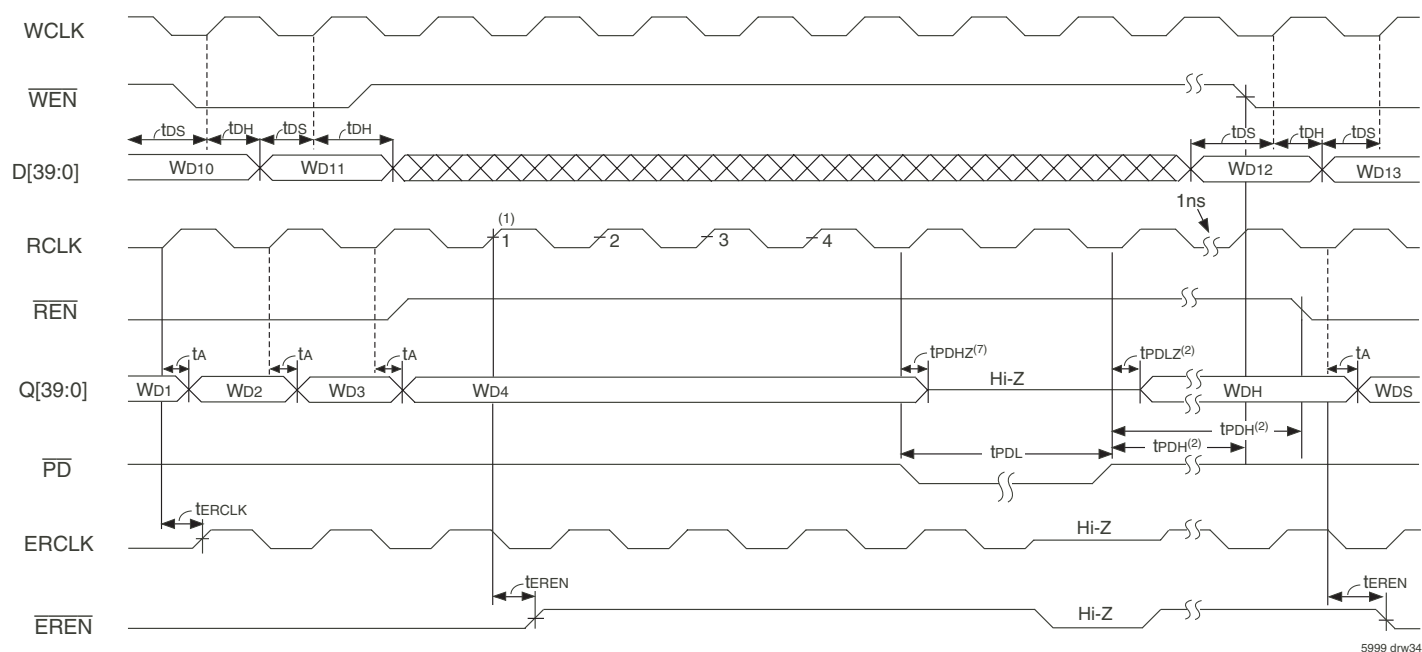 WCLK
WEN
tDS tDH tDS tDH tDS tDH tDS
D[39:0] WD10 WD11 WD12 WD13
1ns
(1)
RCLK 1 2 3 4
REN
tA tA tA tPDHZ(7) tPDLZ(2) tA
Q[39:0] WD1 WD2 WD3 WD4 Hi-Z WDH WDS
tPDH(2)
tPDL tPDH(2)
PD
tERCLK
ERCLK Hi-Z
tEREN tEREN
EREN Hi-Z
5999 drw34